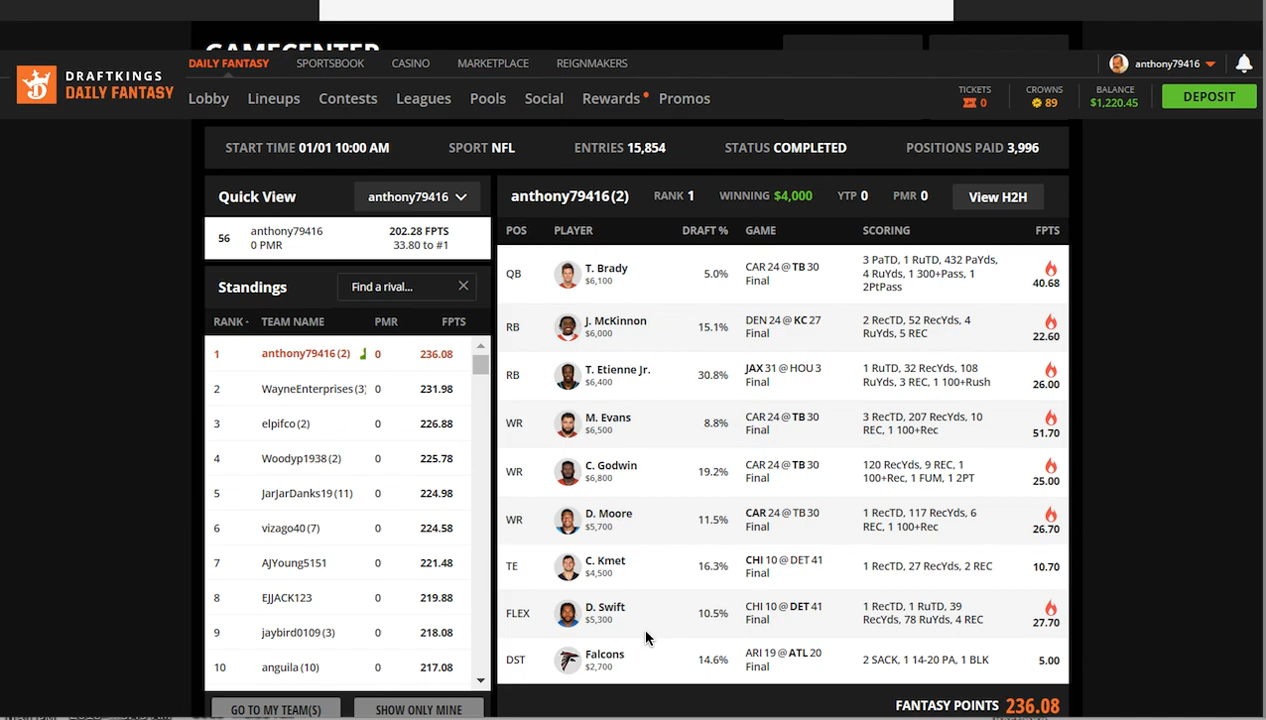 GAMECENTER
DRAFTKINGS
DAILY FANTASY
DAILY FANTASY SPORTSBOOK CASINO MARKETPLACE REIGNMAKERS
anthony79416
Lobby Lineups Contests Leagues Pools Social Rewards Promos
TICKETS
0
CROWNS
89
BALANCE
$1,220.45
DEPOSIT
START TIME 01/01 10:00 AM SPORT NFL ENTRIES 15,854 STATUS COMPLETED POSITIONS PAID 3,996
Quick View anthony79416
56 anthony79416 202.28 FPTS
0 PMR 33.80 to #1
Standings Find a rival...
RANK TEAM NAME PMR FPTS
1 anthony79416 (2) 0 236.08
2 WayneEnterprises (3) 0 231.98
3 elpifco (2) 0 226.88
4 Woodyp1938 (2) 0 225.78
5 JarJarDanks19 (11) 0 224.98
6 vizago40 (7) 0 224.58
7 AJYoung5151 0 221.48
8 EJJACK123 0 219.88
9 jaybird0109 (3) 0 218.08
10 anguila (10) 0 217.08
GO TO MY TEAM(S) SHOW ONLY MINE
anthony79416 (2) RANK 1 WINNING $4,000 YTP 0 PMR 0 View H2H
POS PLAYER DRAFT % GAME SCORING FPTS
QB T. Brady $6,100 5.0% CAR 24 @ TB 30 Final 3 PaTD, 1 RuTD, 432 PaYds, 4 RuYds, 1 300+Pass, 1 2PtPass 40.68
RB J. McKinnon $6,000 15.1% DEN 24 @ KC 27 Final 2 RecTD, 52 RecYds, 4 RuYds, 5 REC 22.60
RB T. Etienne Jr. $6,400 30.8% JAX 31 @ HOU 3 Final 1 RuTD, 32 RecYds, 108 RuYds, 3 REC, 1 100+Rush 26.00
WR M. Evans $6,500 8.8% CAR 24 @ TB 30 Final 3 RecTD, 207 RecYds, 10 REC, 1 100+Rec 51.70
WR C. Godwin $6,800 19.2% CAR 24 @ TB 30 Final 120 RecYds, 9 REC, 1 100+Rec, 1 FUM, 1 2PT 25.00
WR D. Moore $5,700 11.5% CAR 24 @ TB 30 Final 1 RecTD, 117 RecYds, 6 REC, 1 100+Rec 26.70
TE C. Kmet $4,500 16.3% CHI 10 @ DET 41 Final 1 RecTD, 27 RecYds, 2 REC 10.70
FLEX D. Swift $5,300 10.5% CHI 10 @ DET 41 Final 1 RecTD, 1 RuTD, 39 RecYds, 78 RuYds, 4 REC 27.70
DST Falcons $2,700 14.6% ARI 19 @ ATL 20 Final 2 SACK, 1 14-20 PA, 1 BLK 5.00
FANTASY POINTS 236.08